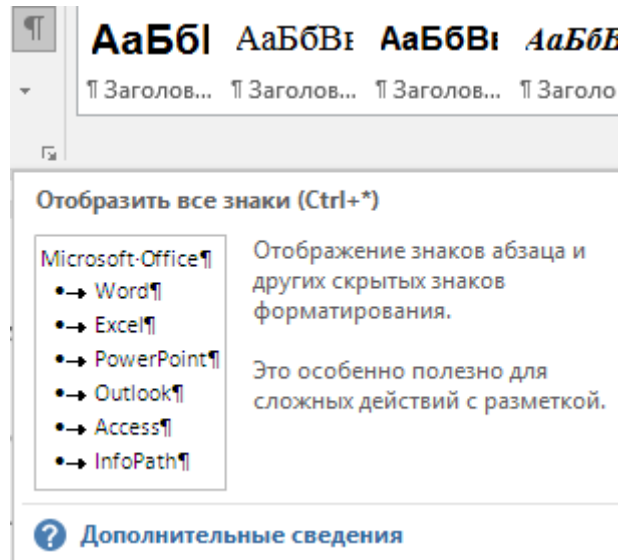 ¶
АаБбІ АаБбВı АаБбВı АаБбВ
¶ Заголов... ¶ Заголов... ¶ Заголов... ¶ Заголо
Отобразить все знаки (Ctrl+*)
Microsoft·Office¶
•→ Word¶
•→ Excel¶
•→ PowerPoint¶
•→ Outlook¶
•→ Access¶
•→ InfoPath¶
Отображение знаков абзаца и
других скрытых знаков
форматирования.
Это особенно полезно для
сложных действий с разметкой.
? Дополнительные сведения